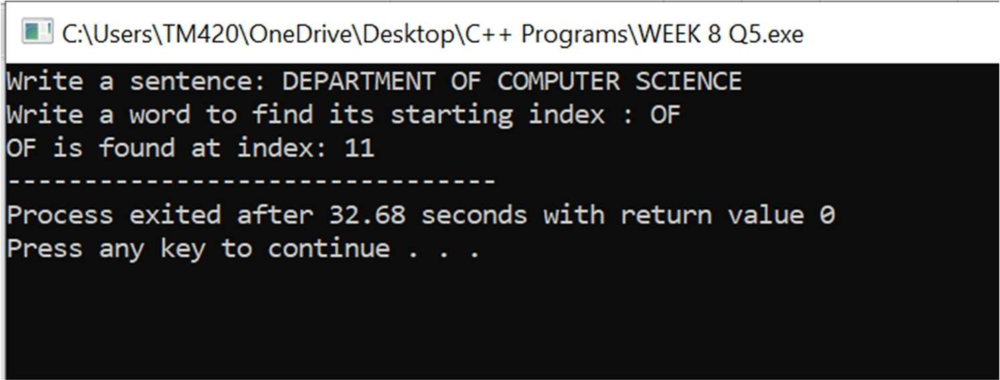 C:\Users\TM420\OneDrive\Desktop\C++ Programs\WEEK 8 Q5.exe
Write a sentence: DEPARTMENT OF COMPUTER SCIENCE
Write a word to find its starting index : OF
OF is found at index: 11
--------------------------------
Process exited after 32.68 seconds with return value 0
Press any key to continue . . .